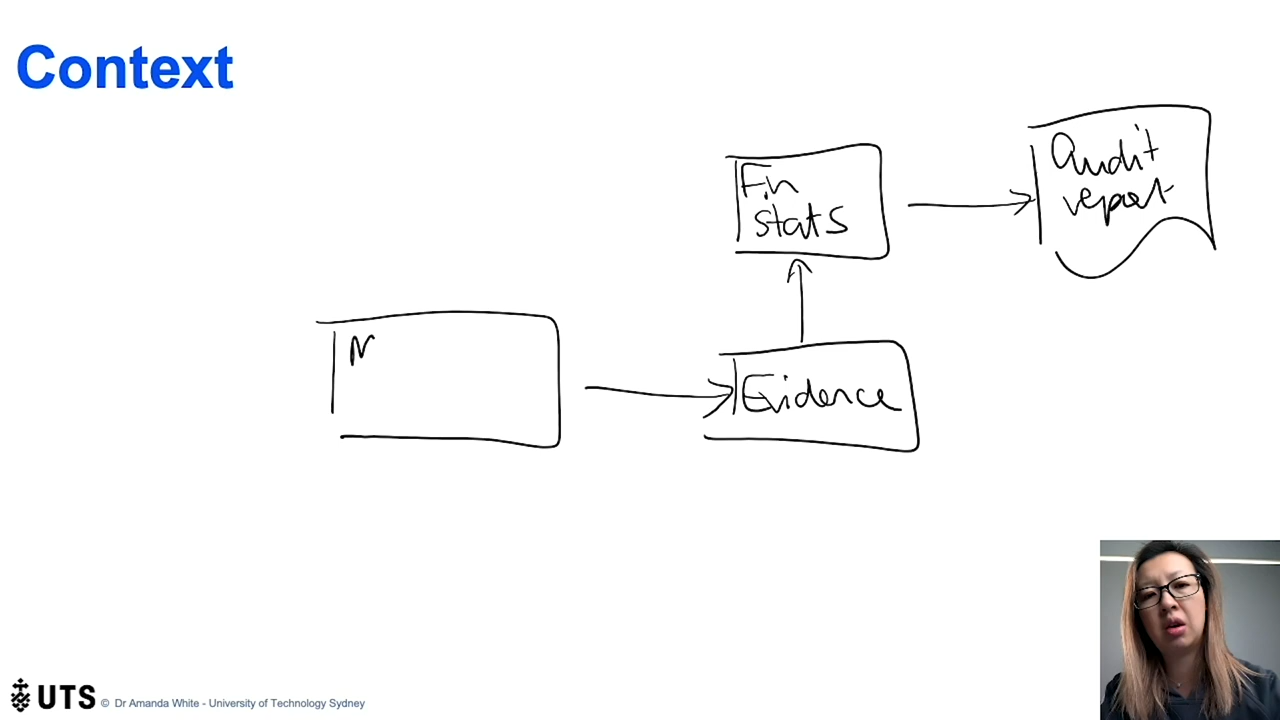 Context
Fin
stats
Audit
report
N
Evidence
UTS © Dr Amanda White - University of Technology Sydney